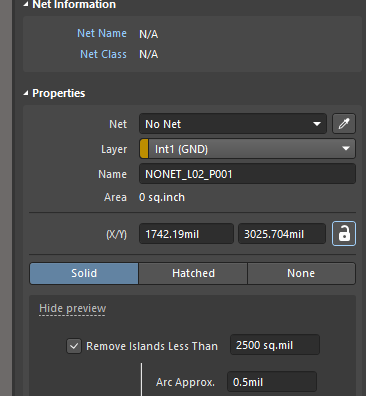 Net Information
Net Name N/A
Net Class N/A
Properties
Net No Net
Layer Int1 (GND)
Name NONET_L02_P001
Area 0 sq.inch
(X/Y) 1742.19mil 3025.704mil
Solid Hatched None
Hide preview
Remove Islands Less Than 2500 sq.mil
Arc Approx. 0.5mil